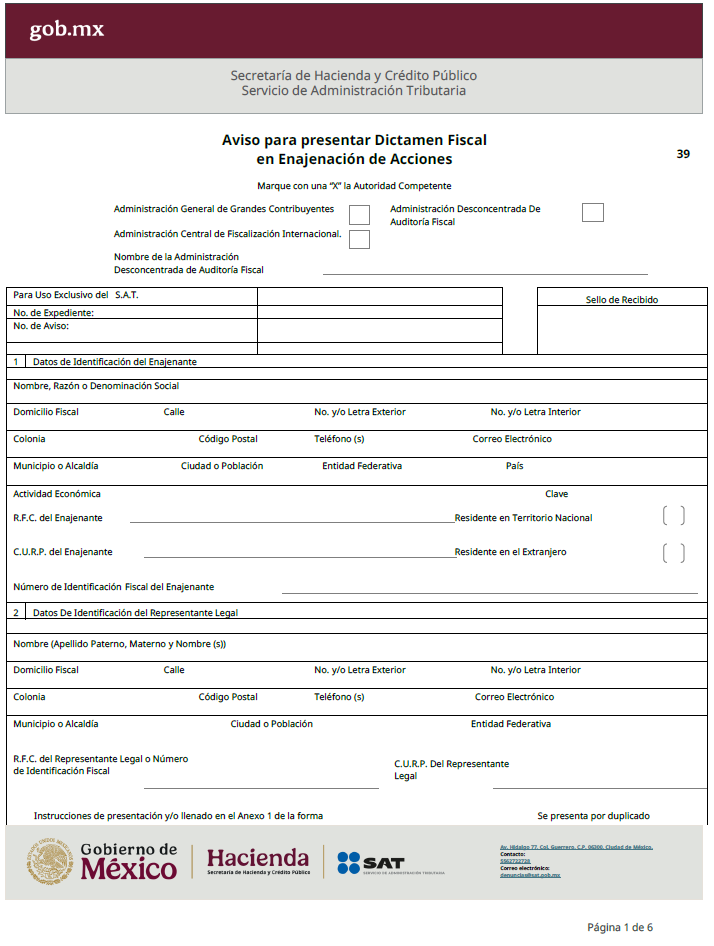 gob.mx
Secretaría de Hacienda y Crédito Público
Servicio de Administración Tributaria
Aviso para presentar Dictamen Fiscal
en Enajenación de Acciones
39
Marque con una "X" la Autoridad Competente
Administración General de Grandes Contribuyentes
Administración Desconcentrada De
Auditoría Fiscal
Administración Central de Fiscalización Internacional.
Nombre de la Administración
Desconcentrada de Auditoría Fiscal
Para Uso Exclusivo del S.A.T.
Sello de Recibido
No. de Expediente:
No. de Aviso:
1 Datos de Identificación del Enajenante
Nombre, Razón o Denominación Social
Domicilio Fiscal Calle No. y/o Letra Exterior No. y/o Letra Interior
Colonia Código Postal Teléfono (s) Correo Electrónico
Municipio o Alcaldía Ciudad o Población Entidad Federativa País
Actividad Económica Clave
R.F.C. del Enajenante Residente en Territorio Nacional ( )
C.U.R.P. del Enajenante Residente en el Extranjero ( )
Número de Identificación Fiscal del Enajenante
2 Datos De Identificación del Representante Legal
Nombre (Apellido Paterno, Materno y Nombre (s))
Domicilio Fiscal Calle No. y/o Letra Exterior No. y/o Letra Interior
Colonia Código Postal Teléfono (s) Correo Electrónico
Municipio o Alcaldía Ciudad o Población Entidad Federativa
R.F.C. del Representante Legal o Número
de Identificación Fiscal
C.U.R.P. Del Representante
Legal
Instrucciones de presentación y/o llenado en el Anexo 1 de la forma Se presenta por duplicado
Gobierno de
México
Hacienda
Secretaría de Hacienda y Crédito Público
SAT
SERVICIO DE ADMINISTRACIÓN TRIBUTARIA
Av. Hidalgo 77, Col. Guerrero, C.P. 06300, Ciudad de México.
Contacto:
5562722728
Correo electrónico:
denuncias@sat.gob.mx
Página 1 de 6